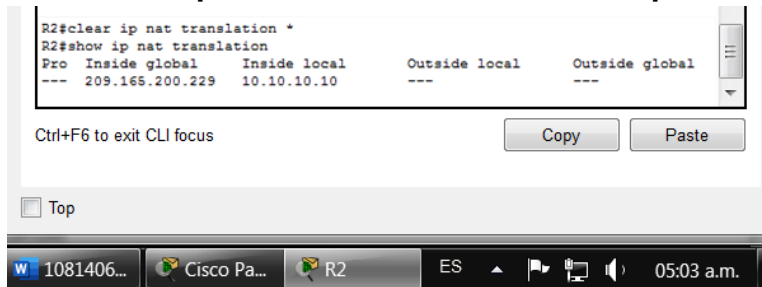 R2#clear ip nat translation *
R2#show ip nat translation
Pro  Inside global     Inside local       Outside local      Outside global
---  209.165.200.229   10.10.10.10        ---                ---
Ctrl+F6 to exit CLI focus Copy Paste
Top
1081406... Cisco Pa... R2 ES 05:03 a.m.